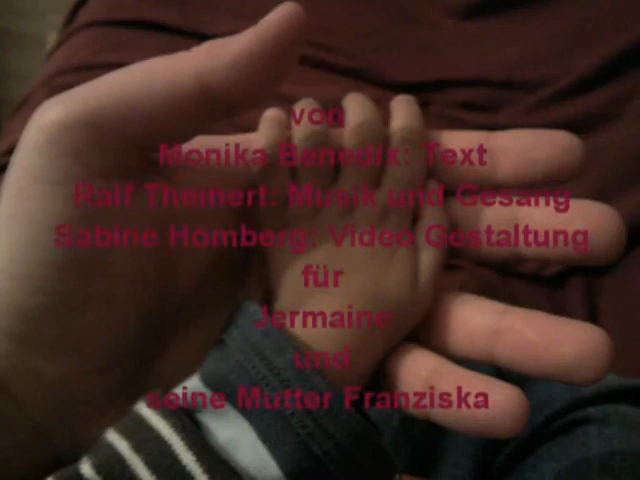 von
Monika Benedix: Text
Ralf Theinert: Musik und Gesang
Sabine Homberg: Video Gestaltung
für
Jermaine
und
seine Mutter Franziska